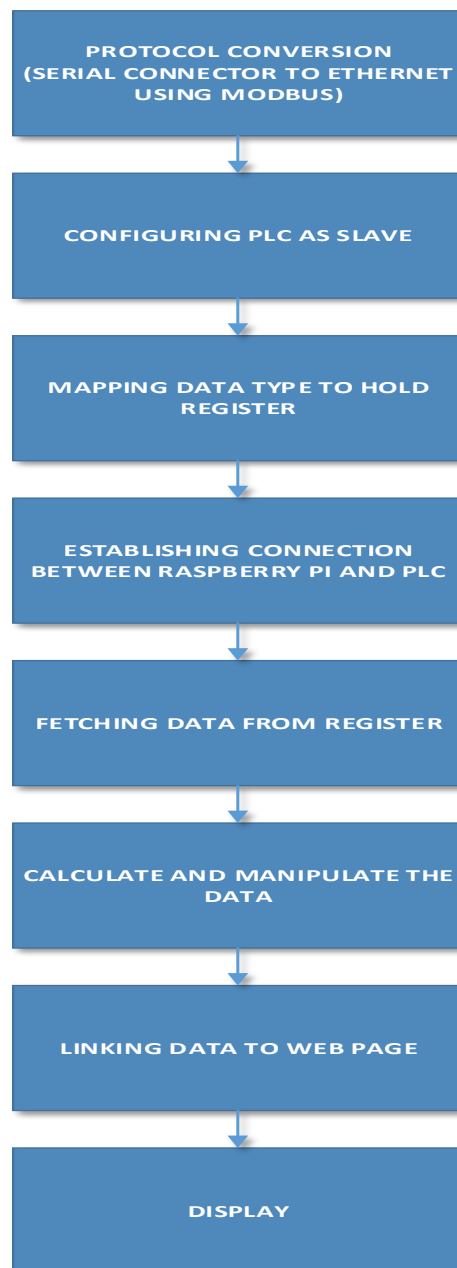 PROTOCOL CONVERSION
(SERIAL CONNECTOR TO ETHERNET
USING MODBUS)
CONFIGURING PLC AS SLAVE
MAPPING DATA TYPE TO HOLD
REGISTER
ESTABLISHING CONNECTION
BETWEEN RASPBERRY PI AND PLC
FETCHING DATA FROM REGISTER
CALCULATE AND MANIPULATE THE
DATA
LINKING DATA TO WEB PAGE
DISPLAY